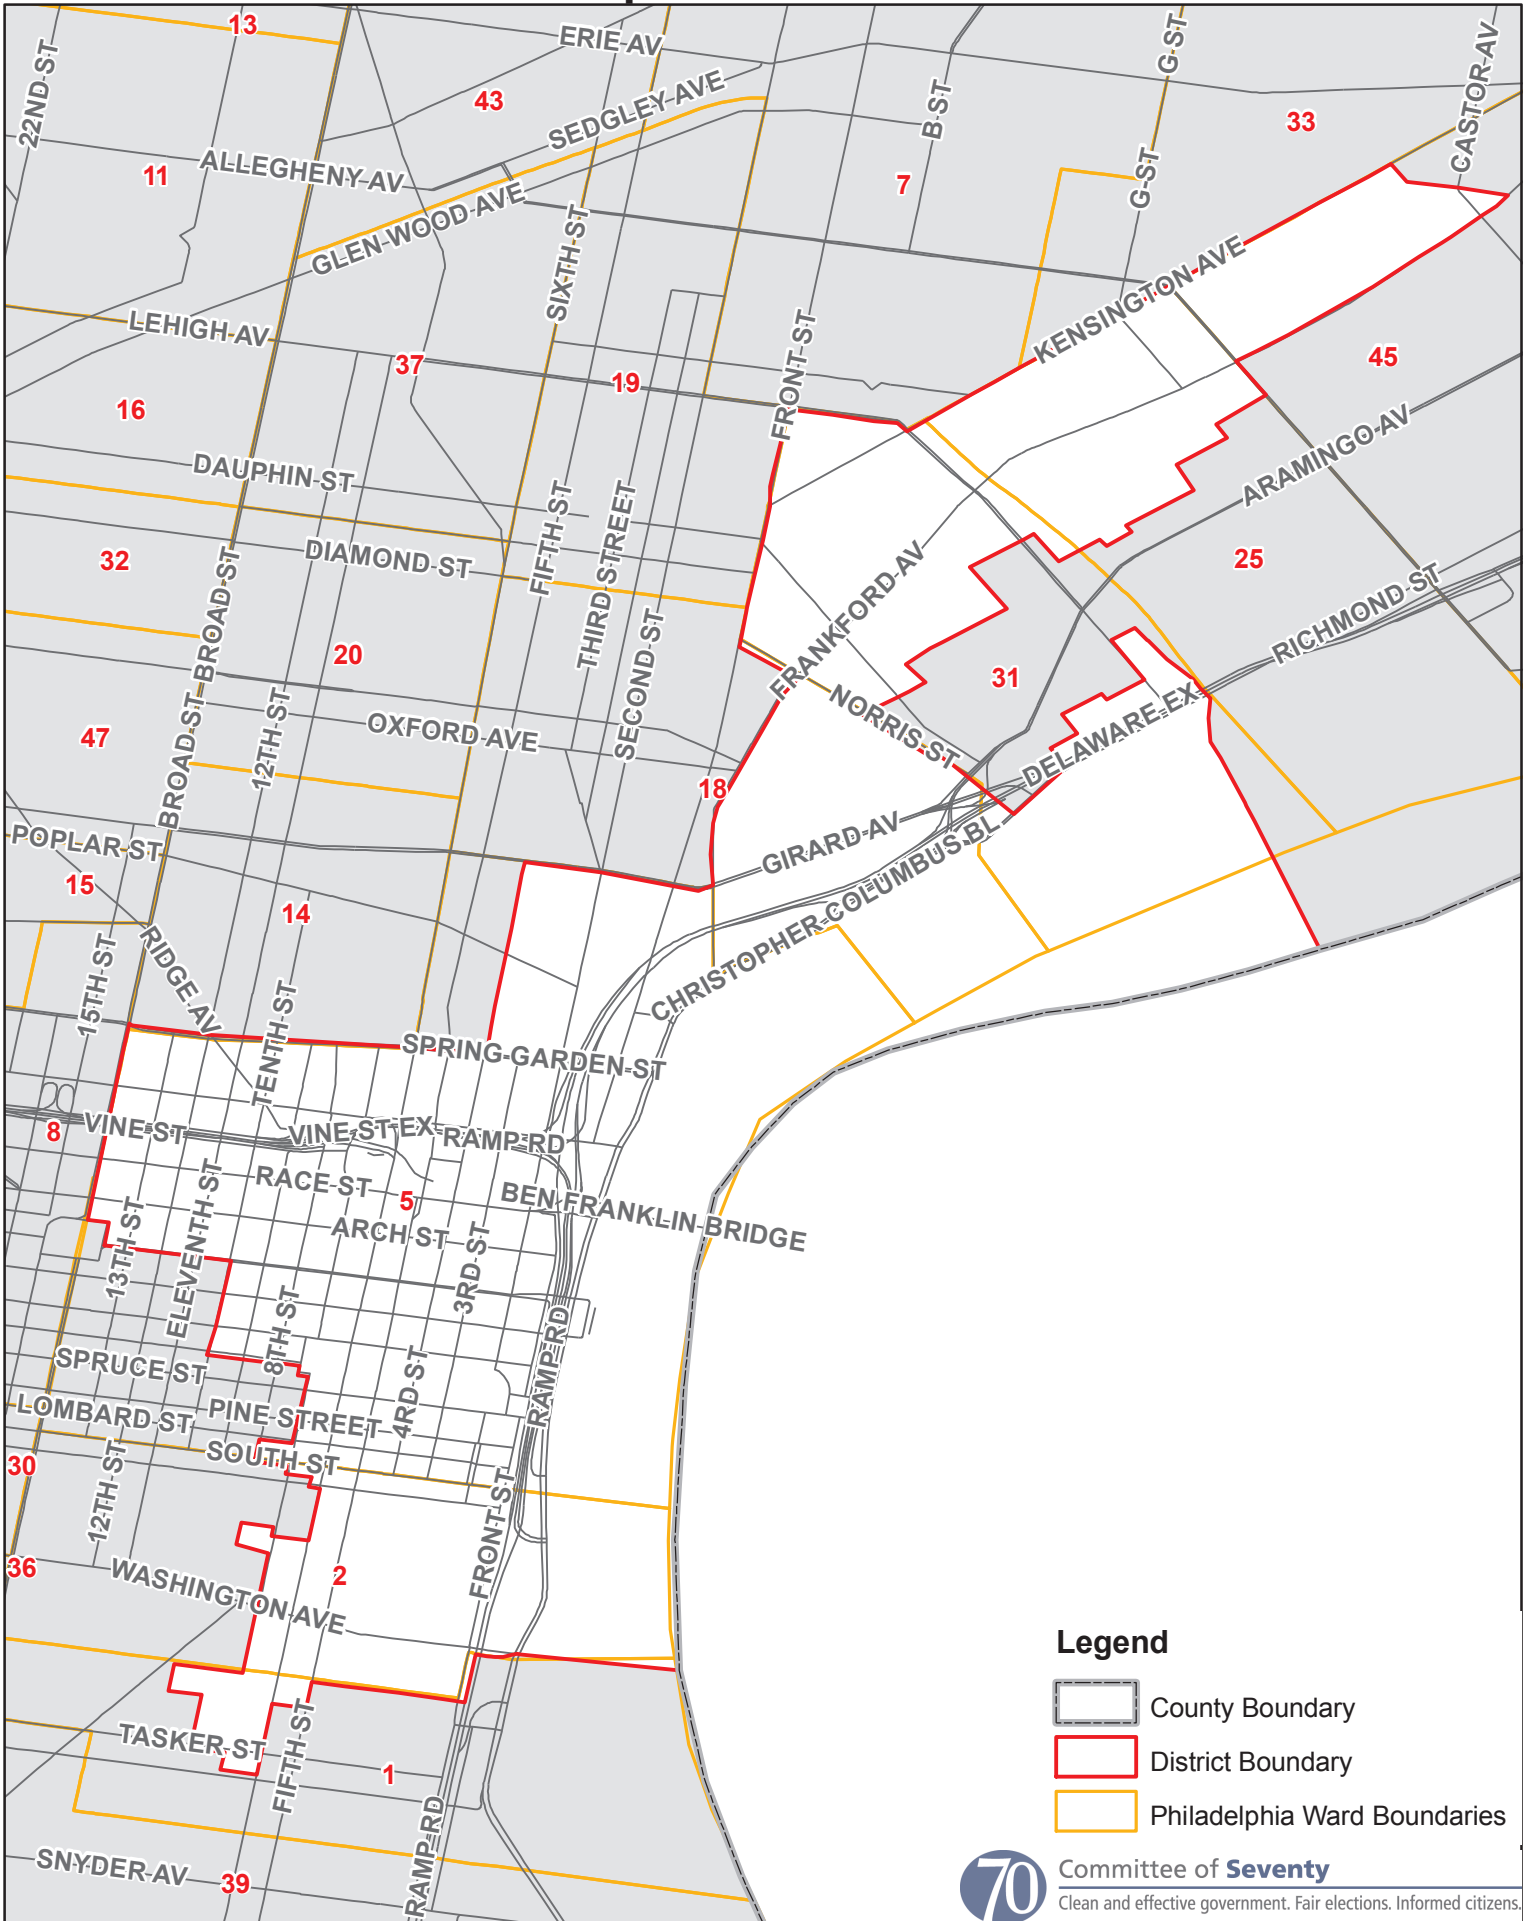 13
ERIE AV
G ST
22ND ST
43
SEDGLEY AVE
B ST
CASTOR AV
33
ALLEGHENY AV
11
7
G ST
GLEN WOOD AVE
SIXTH ST
KENSINGTON AVE
LEHIGH AV
FRONT ST
37
19
45
16
DAUPHIN ST
ARAMINGO AV
FIFTH ST
THIRD STREET
32
DIAMOND ST
25
BROAD ST
FRANKFORD AV
RICHMOND ST
20
SECOND ST
31
NORRIS ST
47
BROAD ST
12TH ST
OXFORD AVE
DELAWARE EX
18
POPLAR ST
GIRARD AV
15
14
CHRISTOPHER COLUMBUS BL
15TH ST
RIDGE AV
TENTH ST
SPRING GARDEN ST
8
VINE ST
VINE ST EX
RAMP RD
RACE ST
5
BEN FRANKLIN BRIDGE
ELEVENTH ST
13TH ST
ARCH ST
3RD ST
8TH ST
SPRUCE ST
4RD ST
RAMP RD
LOMBARD ST
PINE STREET
SOUTH ST
30
12TH ST
FRONT ST
36
WASHINGTON AVE
2
TASKER ST
FIFTH ST
1
RAMP RD
SNYDER AV
39
Legend
County Boundary
District Boundary
Philadelphia Ward Boundaries
70
Committee of Seventy
Clean and effective government. Fair elections. Informed citizens.